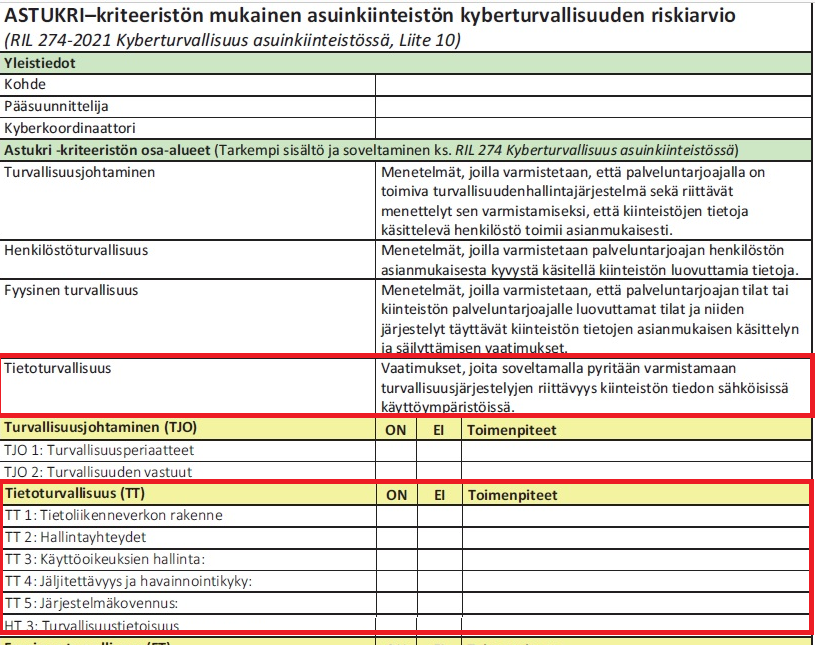 ASTUKRI–kriteeristön mukainen asuinkiinteistön kyberturvallisuuden riskiarvio
(RIL 274-2021 Kyberturvallisuus asuinkiinteistössä, Liite 10)
Yleistiedot
Kohde
Pääsuunnittelija
Kyberkoordinaattori
Astukri -kriteeristön osa-alueet (Tarkempi sisältö ja soveltaminen ks. RIL 274 Kyberturvallisuus asuinkiinteistössä)
Turvallisuusjohtaminen
Menetelmät, joilla varmistetaan, että palveluntarjoajalla on
toimiva turvallisuudenhallintajärjestelmä sekä riittävät
menettelyt sen varmistamiseksi, että kiinteistöjen tietoja
käsittelevä henkilöstö toimii asianmukaisesti.
Henkilöstöturvallisuus
Menetelmät, joilla varmistetaan palveluntarjoajan henkilöstön
asianmukaisesta kyvystä käsitellä kiinteistön luovuttamia tietoja.
Fyysinen turvallisuus
Menetelmät, joilla varmistetaan, että palveluntarjoajan tilat tai
kiinteistön palveluntarjoajalle luovuttamat tilat ja niiden
järjestelyt täyttävät kiinteistön tietojen asianmukaisen käsittelyn
ja säilyttämisen vaatimukset.
Tietoturvallisuus
Vaatimukset, joita soveltamalla pyritään varmistamaan
turvallisuusjärjestelyjen riittävyys kiinteistön tiedon sähköisissä
käyttöympäristöissä.
Turvallisuusjohtaminen (TJO) ON EI Toimenpiteet
TJO 1: Turvallisuusperiaatteet
TJO 2: Turvallisuuden vastuut
Tietoturvallisuus (TT) ON EI Toimenpiteet
TT 1: Tietoliikenneverkon rakenne
TT 2: Hallintayhteydet
TT 3: Käyttöoikeuksien hallinta:
TT 4: Jäljitettävyys ja havainnointikyky:
TT 5: Järjestelmäkovennus:
HT 3: Turvallisuustietoisuus